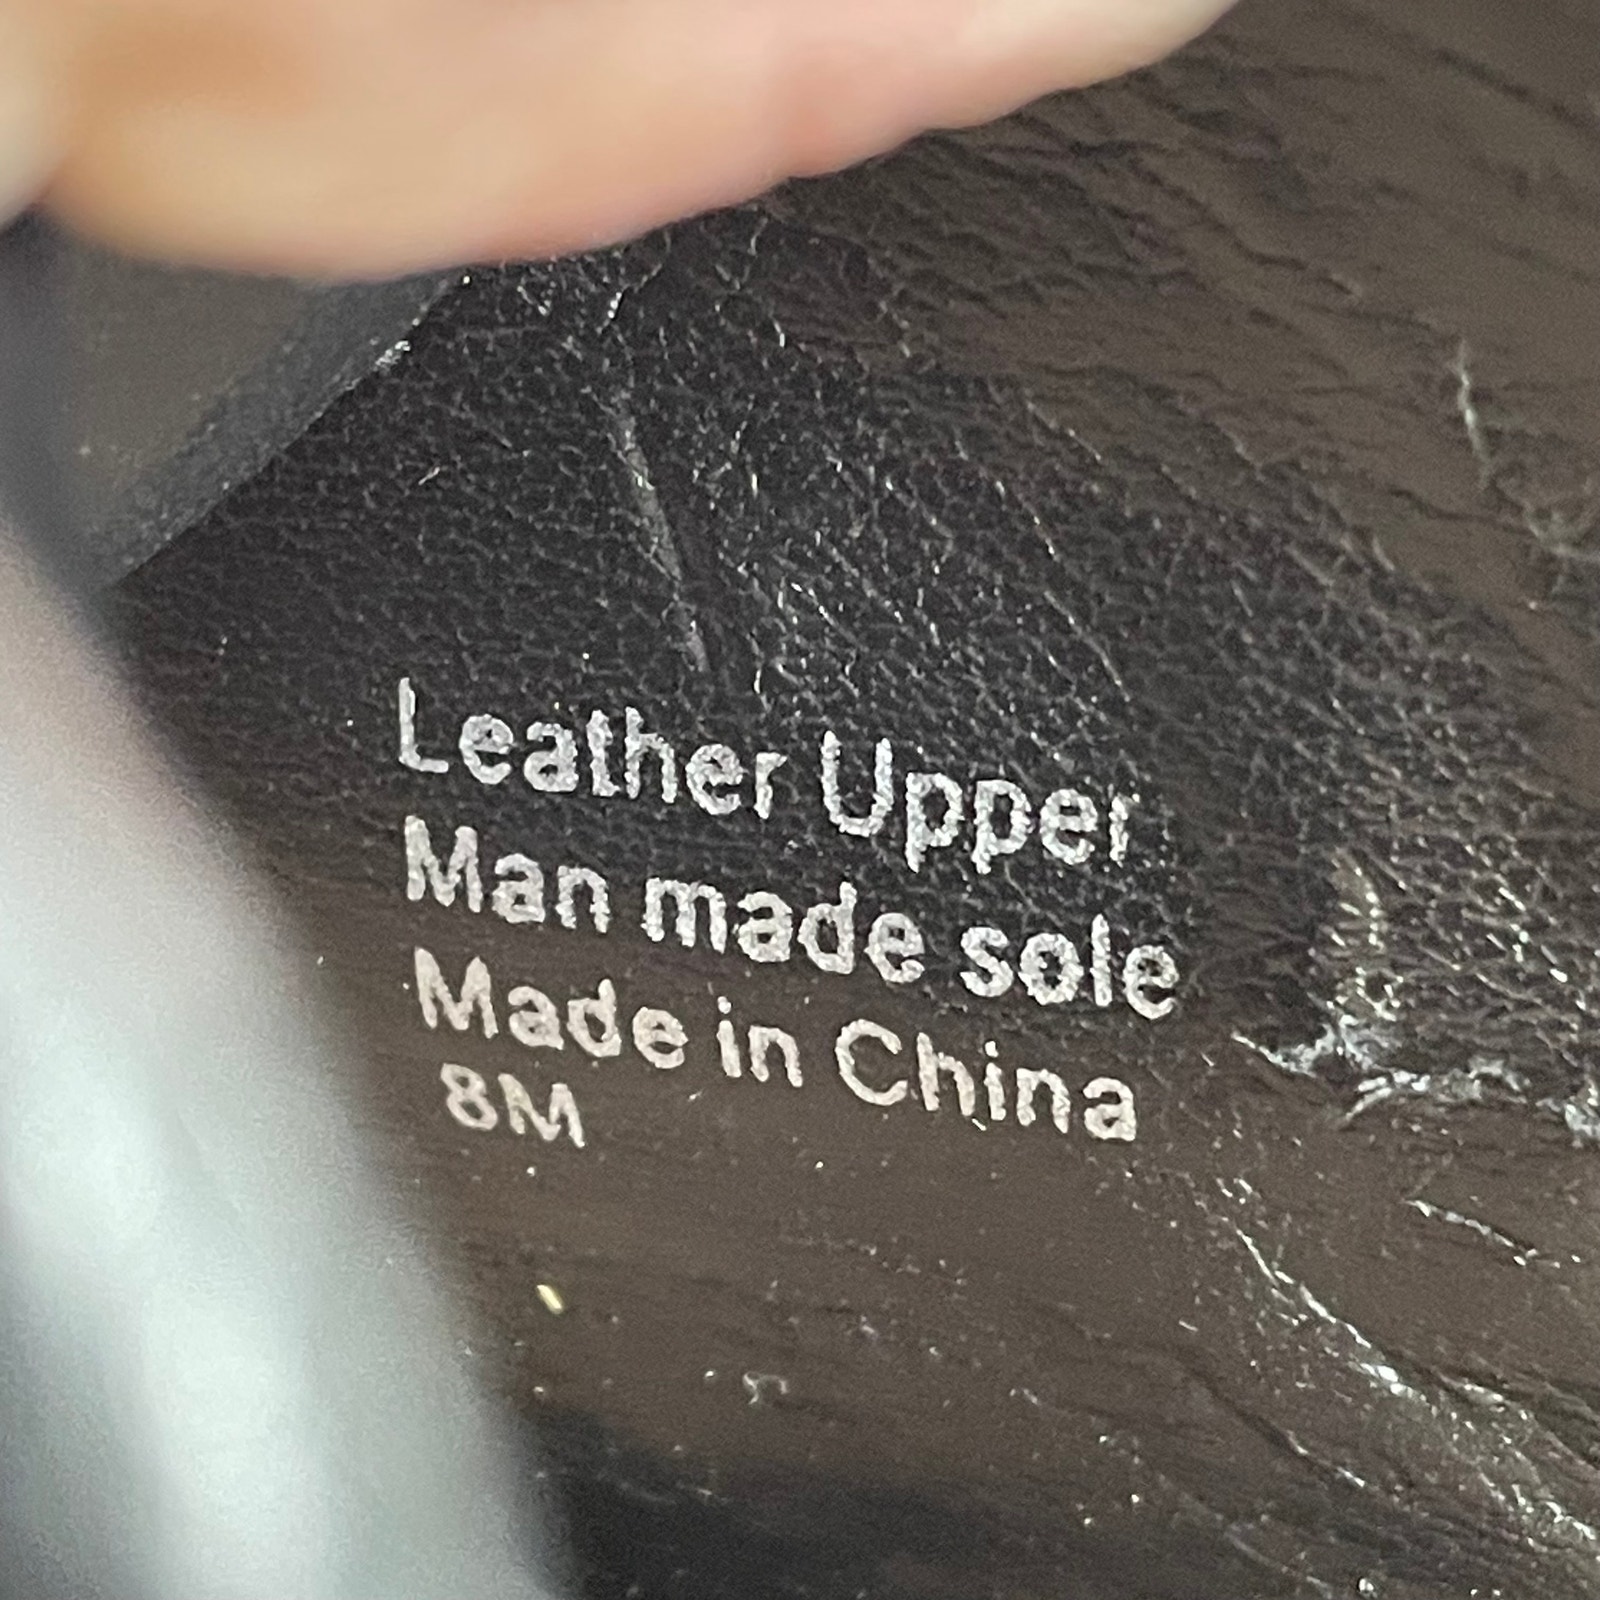 Leather Upper
Man made sole
Made in China
8M